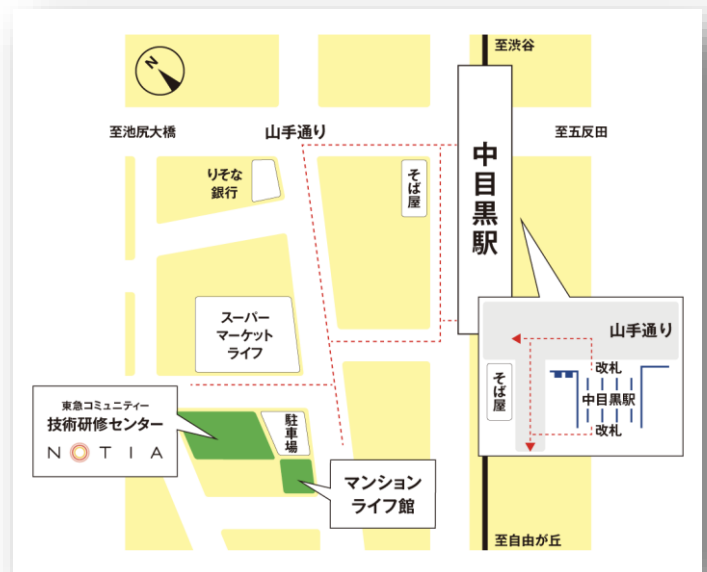 至渋谷
N
至池尻大橋
山手通り
至五反田
中目黒駅
りそな
銀行
そば屋
スーパー
マーケット
ライフ
山手通り
そば屋
改札
中目黒駅
改札
東急コミュニティー
技術研修センター
NOTIA
駐車場
マンション
ライフ館
至自由が丘